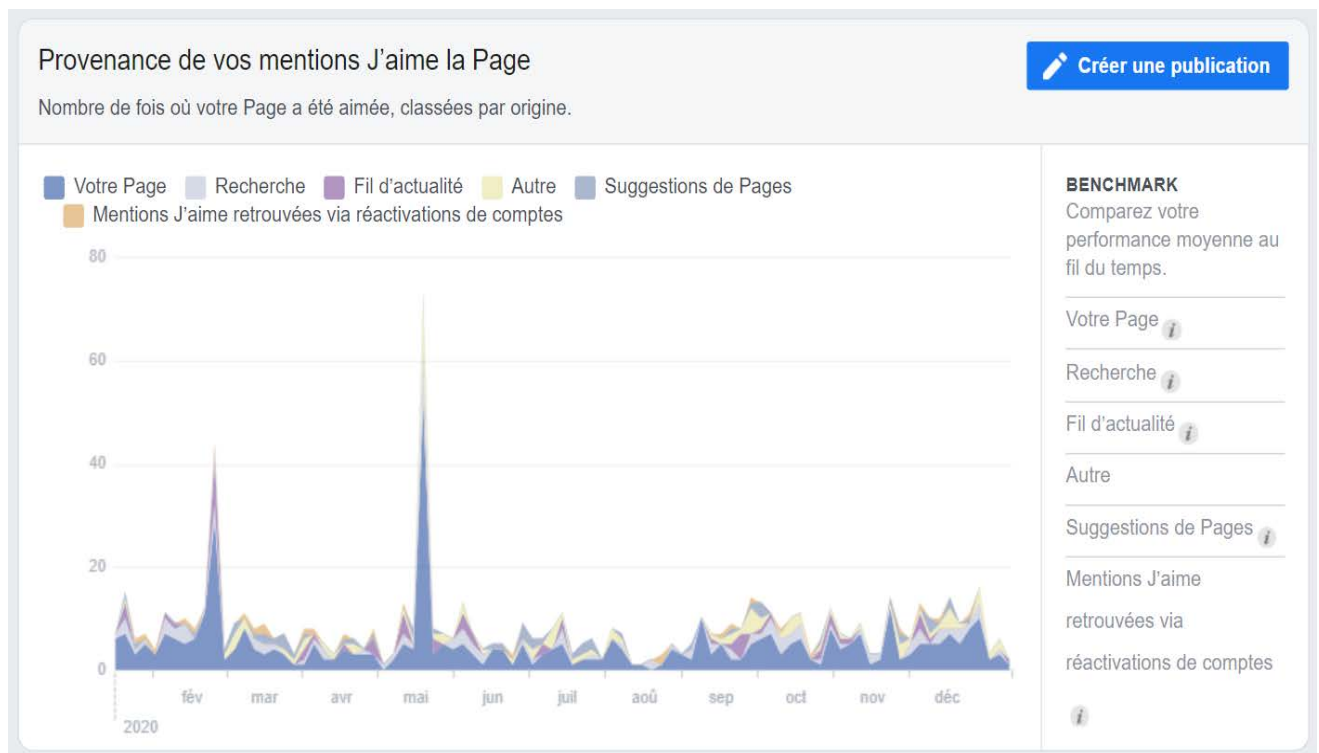 Provenance de vos mentions J’aime la Page
Créer une publication
Nombre de fois où votre Page a été aimée, classées par origine.
Votre Page Recherche Fil d’actualité Autre Suggestions de Pages
Mentions J’aime retrouvées via réactivations de comptes
80
60
40
20
0
fév mar avr mai jun juil aoû sep oct nov déc
2020
BENCHMARK
Comparez votre
performance moyenne au
fil du temps.
Votre Page i
Recherche i
Fil d’actualité i
Autre
Suggestions de Pages i
Mentions J’aime
retrouvées via
réactivations de comptes
i